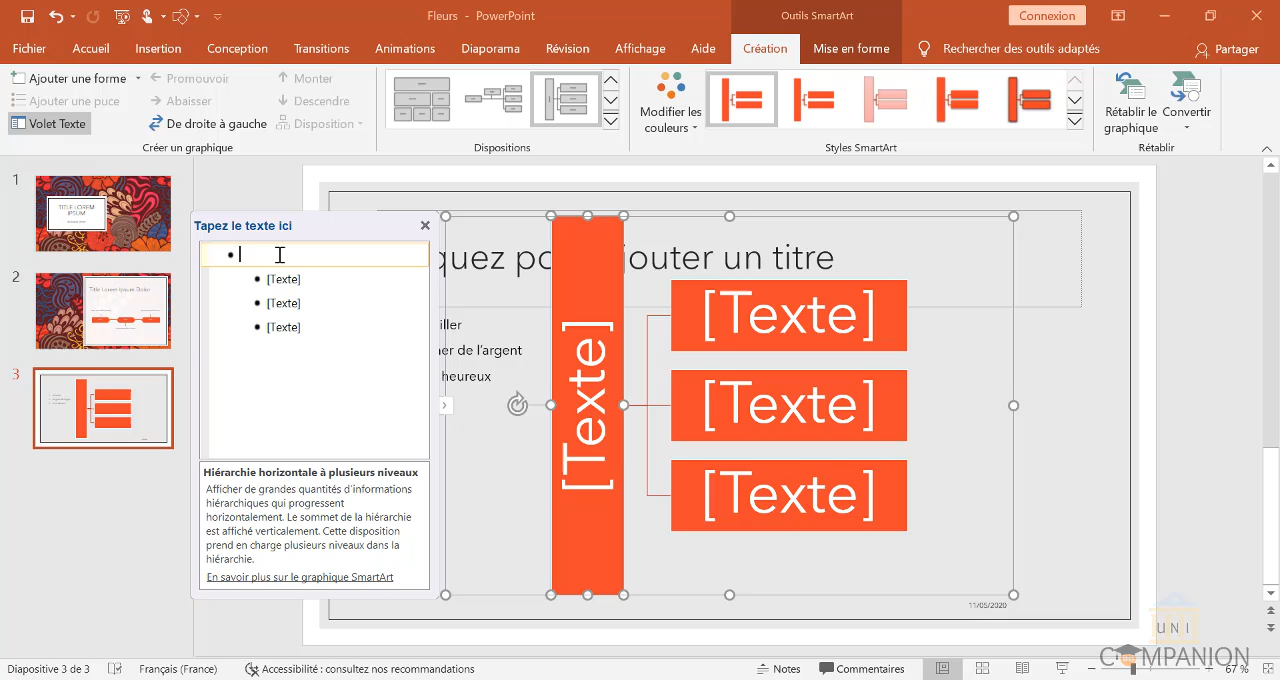 Fleurs - PowerPoint
Outils SmartArt
Connexion
Fichier Accueil Insertion Conception Transitions Animations Diaporama Révision Affichage Aide Création Mise en forme Rechercher des outils adaptés Partager
Ajouter une forme
Promouvoir
Monter
Ajouter une puce
Abaisser
Descendre
Volet Texte
De droite à gauche
Disposition
Créer un graphique
Dispositions
Modifier les
couleurs
Styles SmartArt
Rétablir le
graphique
Convertir
Rétablir
1
TITLE LOREM
IPSUM
2
Title Lorem Ipsum Dolor
3
Tapez le texte ici
[Texte]
[Texte]
[Texte]
Hiérarchie horizontale à plusieurs niveaux
Afficher de grandes quantités d'informations
hiérarchiques qui progressent
horizontalement. Le sommet de la hiérarchie
est affiché verticalement. Cette disposition
prend en charge plusieurs niveaux dans la
hiérarchie.
En savoir plus sur le graphique SmartArt
quez po jouter un titre
iller
er de l'argent
heureux
[Texte]
[Texte]
[Texte]
[Texte]
11/05/2020
UNI
COMPANION
Diapositive 3 de 3
Français (France)
Accessibilité : consultez nos recommandations
Notes
Commentaires
67 %